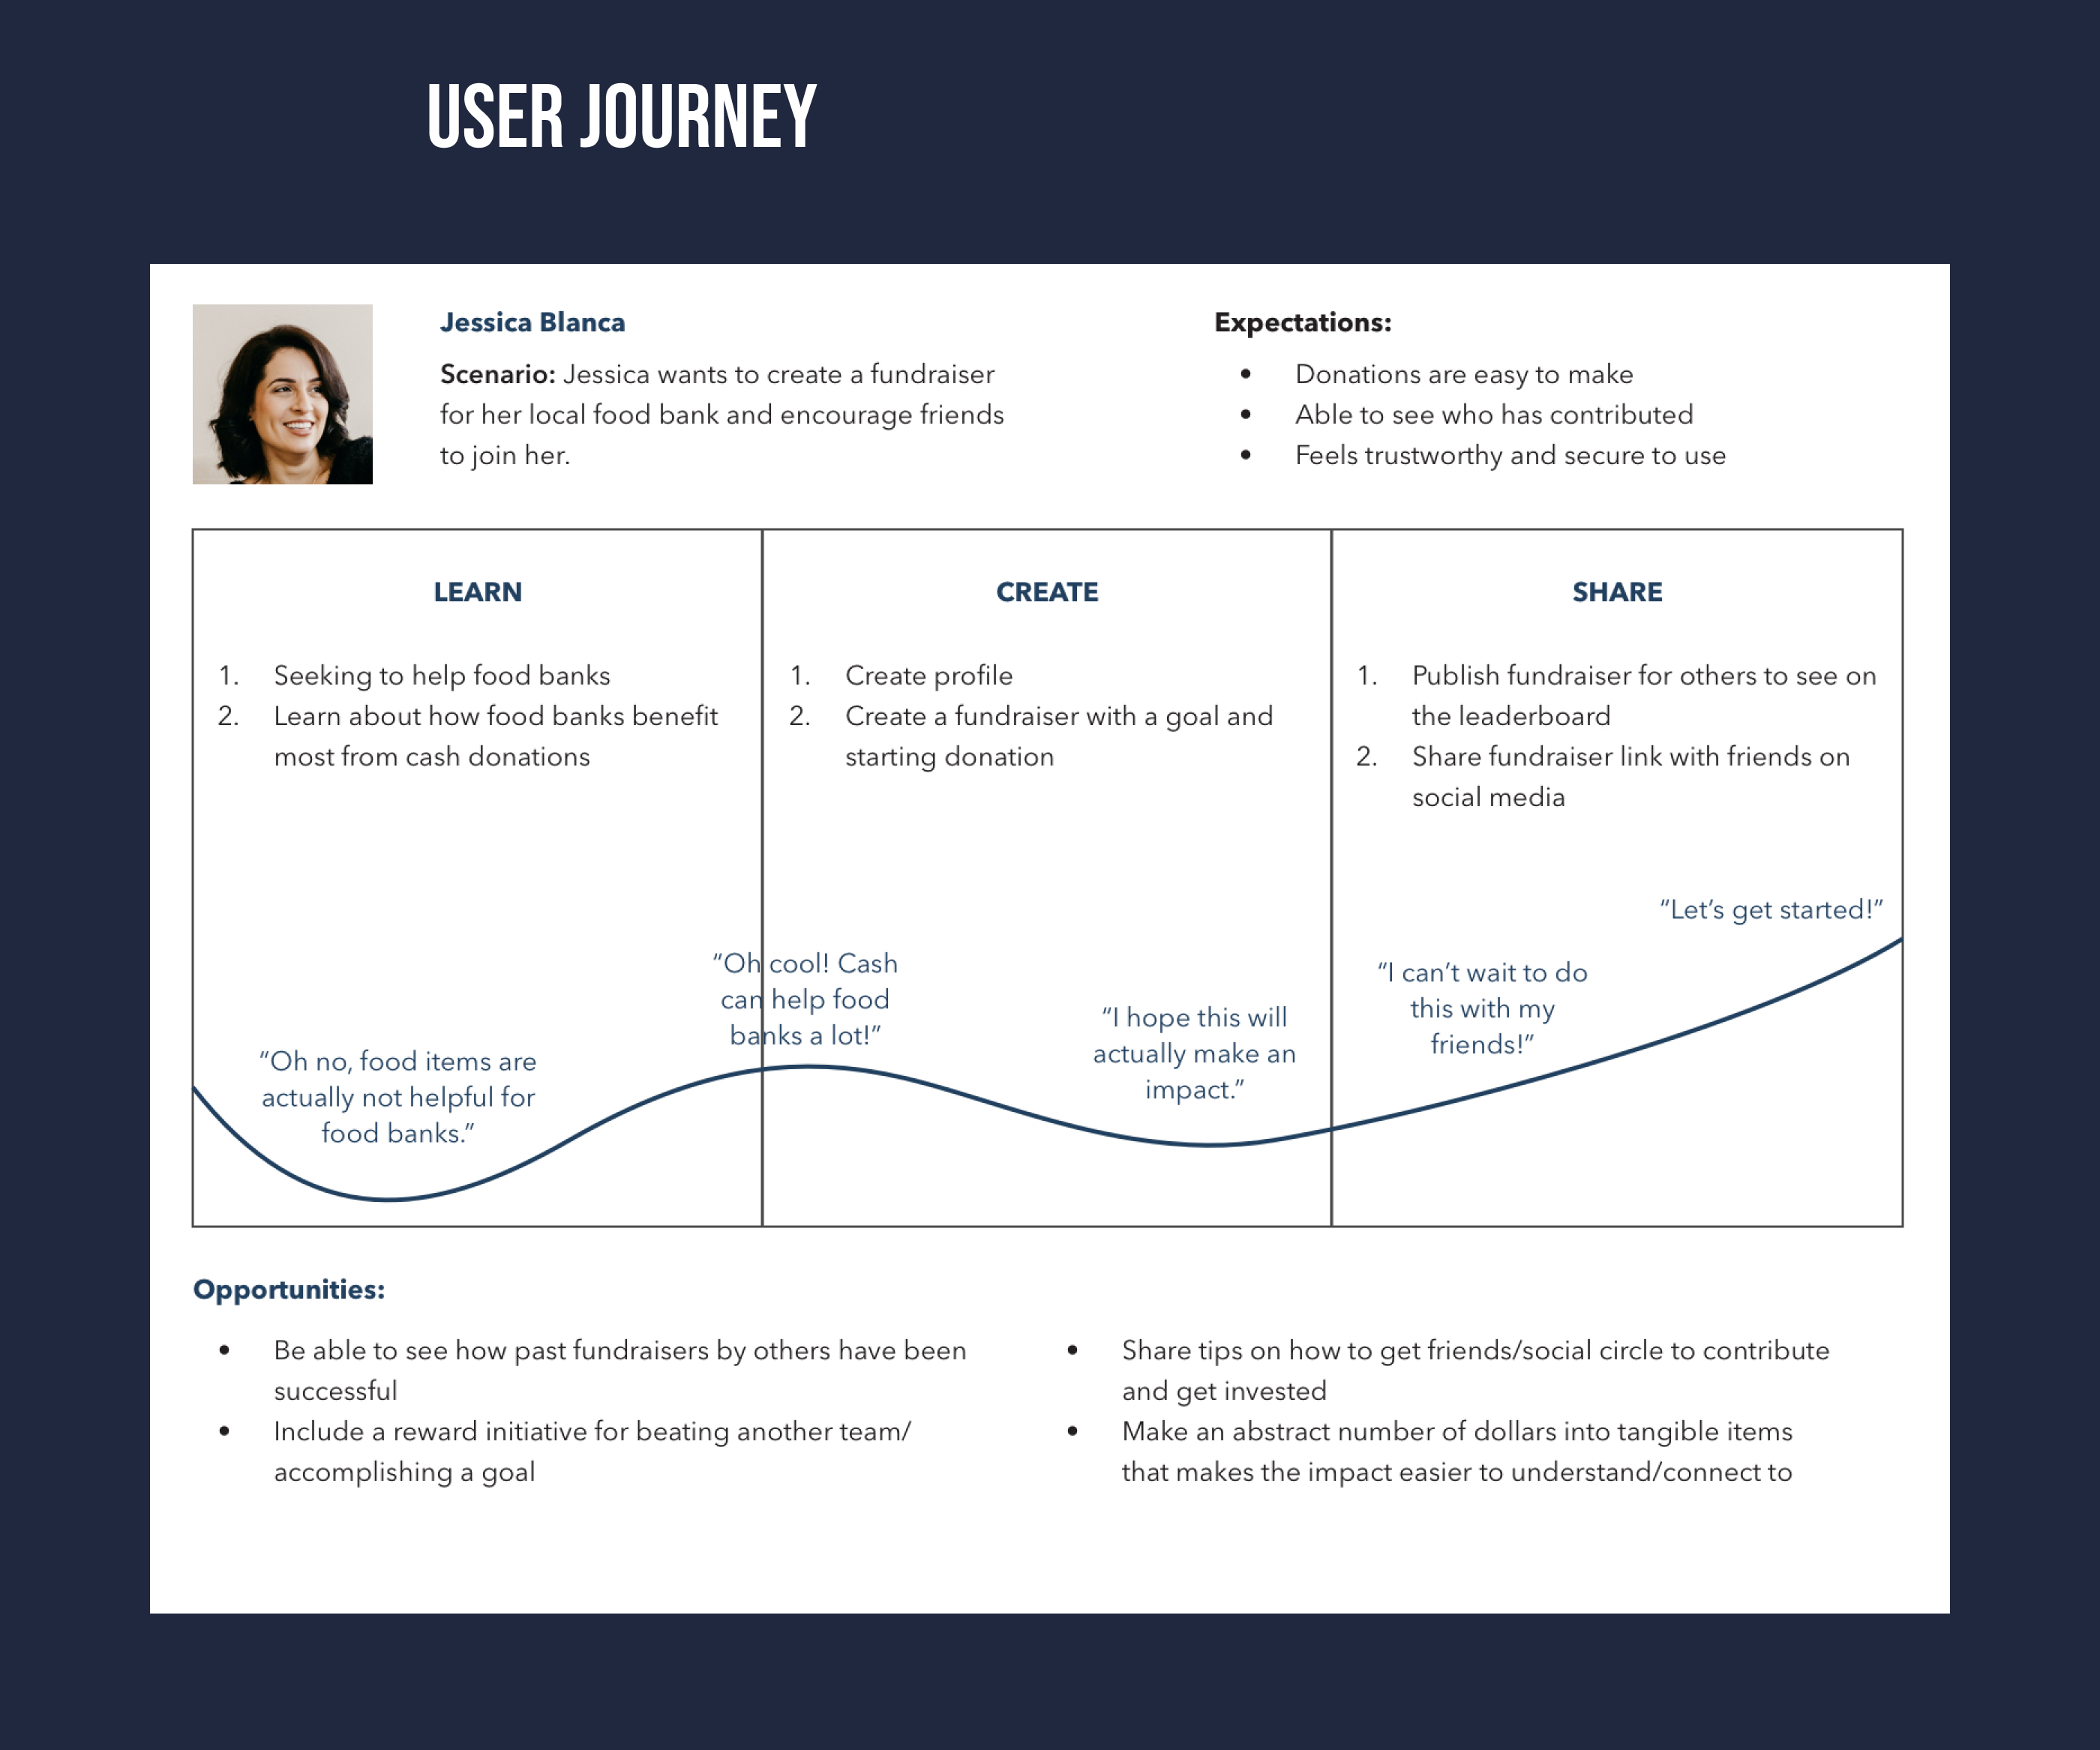 USER JOURNEY
Jessica Blanca
Scenario: Jessica wants to create a fundraiser
for her local food bank and encourage friends
to join her.
Expectations:
• Donations are easy to make
• Able to see who has contributed
• Feels trustworthy and secure to use
LEARN
1. Seeking to help food banks
2. Learn about how food banks benefit
most from cash donations
CREATE
1. Create profile
2. Create a fundraiser with a goal and
starting donation
SHARE
1. Publish fundraiser for others to see on
the leaderboard
2. Share fundraiser link with friends on
social media
“Oh no, food items are
actually not helpful for
food banks.”
“Oh cool! Cash
can help food
banks a lot!”
“I hope this will
actually make an
impact.”
“I can’t wait to do
this with my
friends!”
“Let’s get started!”
Opportunities:
• Be able to see how past fundraisers by others have been
successful
• Include a reward initiative for beating another team/
accomplishing a goal
• Share tips on how to get friends/social circle to contribute
and get invested
• Make an abstract number of dollars into tangible items
that makes the impact easier to understand/connect to